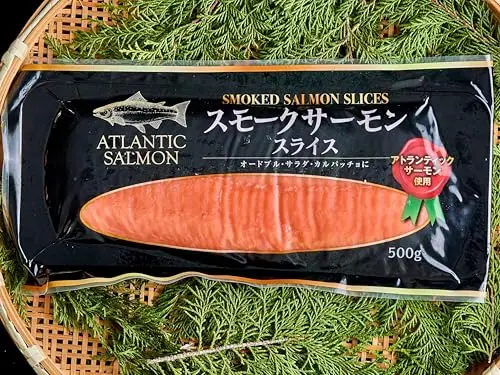 SMOKED SALMON SLICES
スモークサーモン
スライス
オードブル・サラダ・カルパッチョに
ATLANTIC
SALMON
アトランティック
サーモン
使用
500g